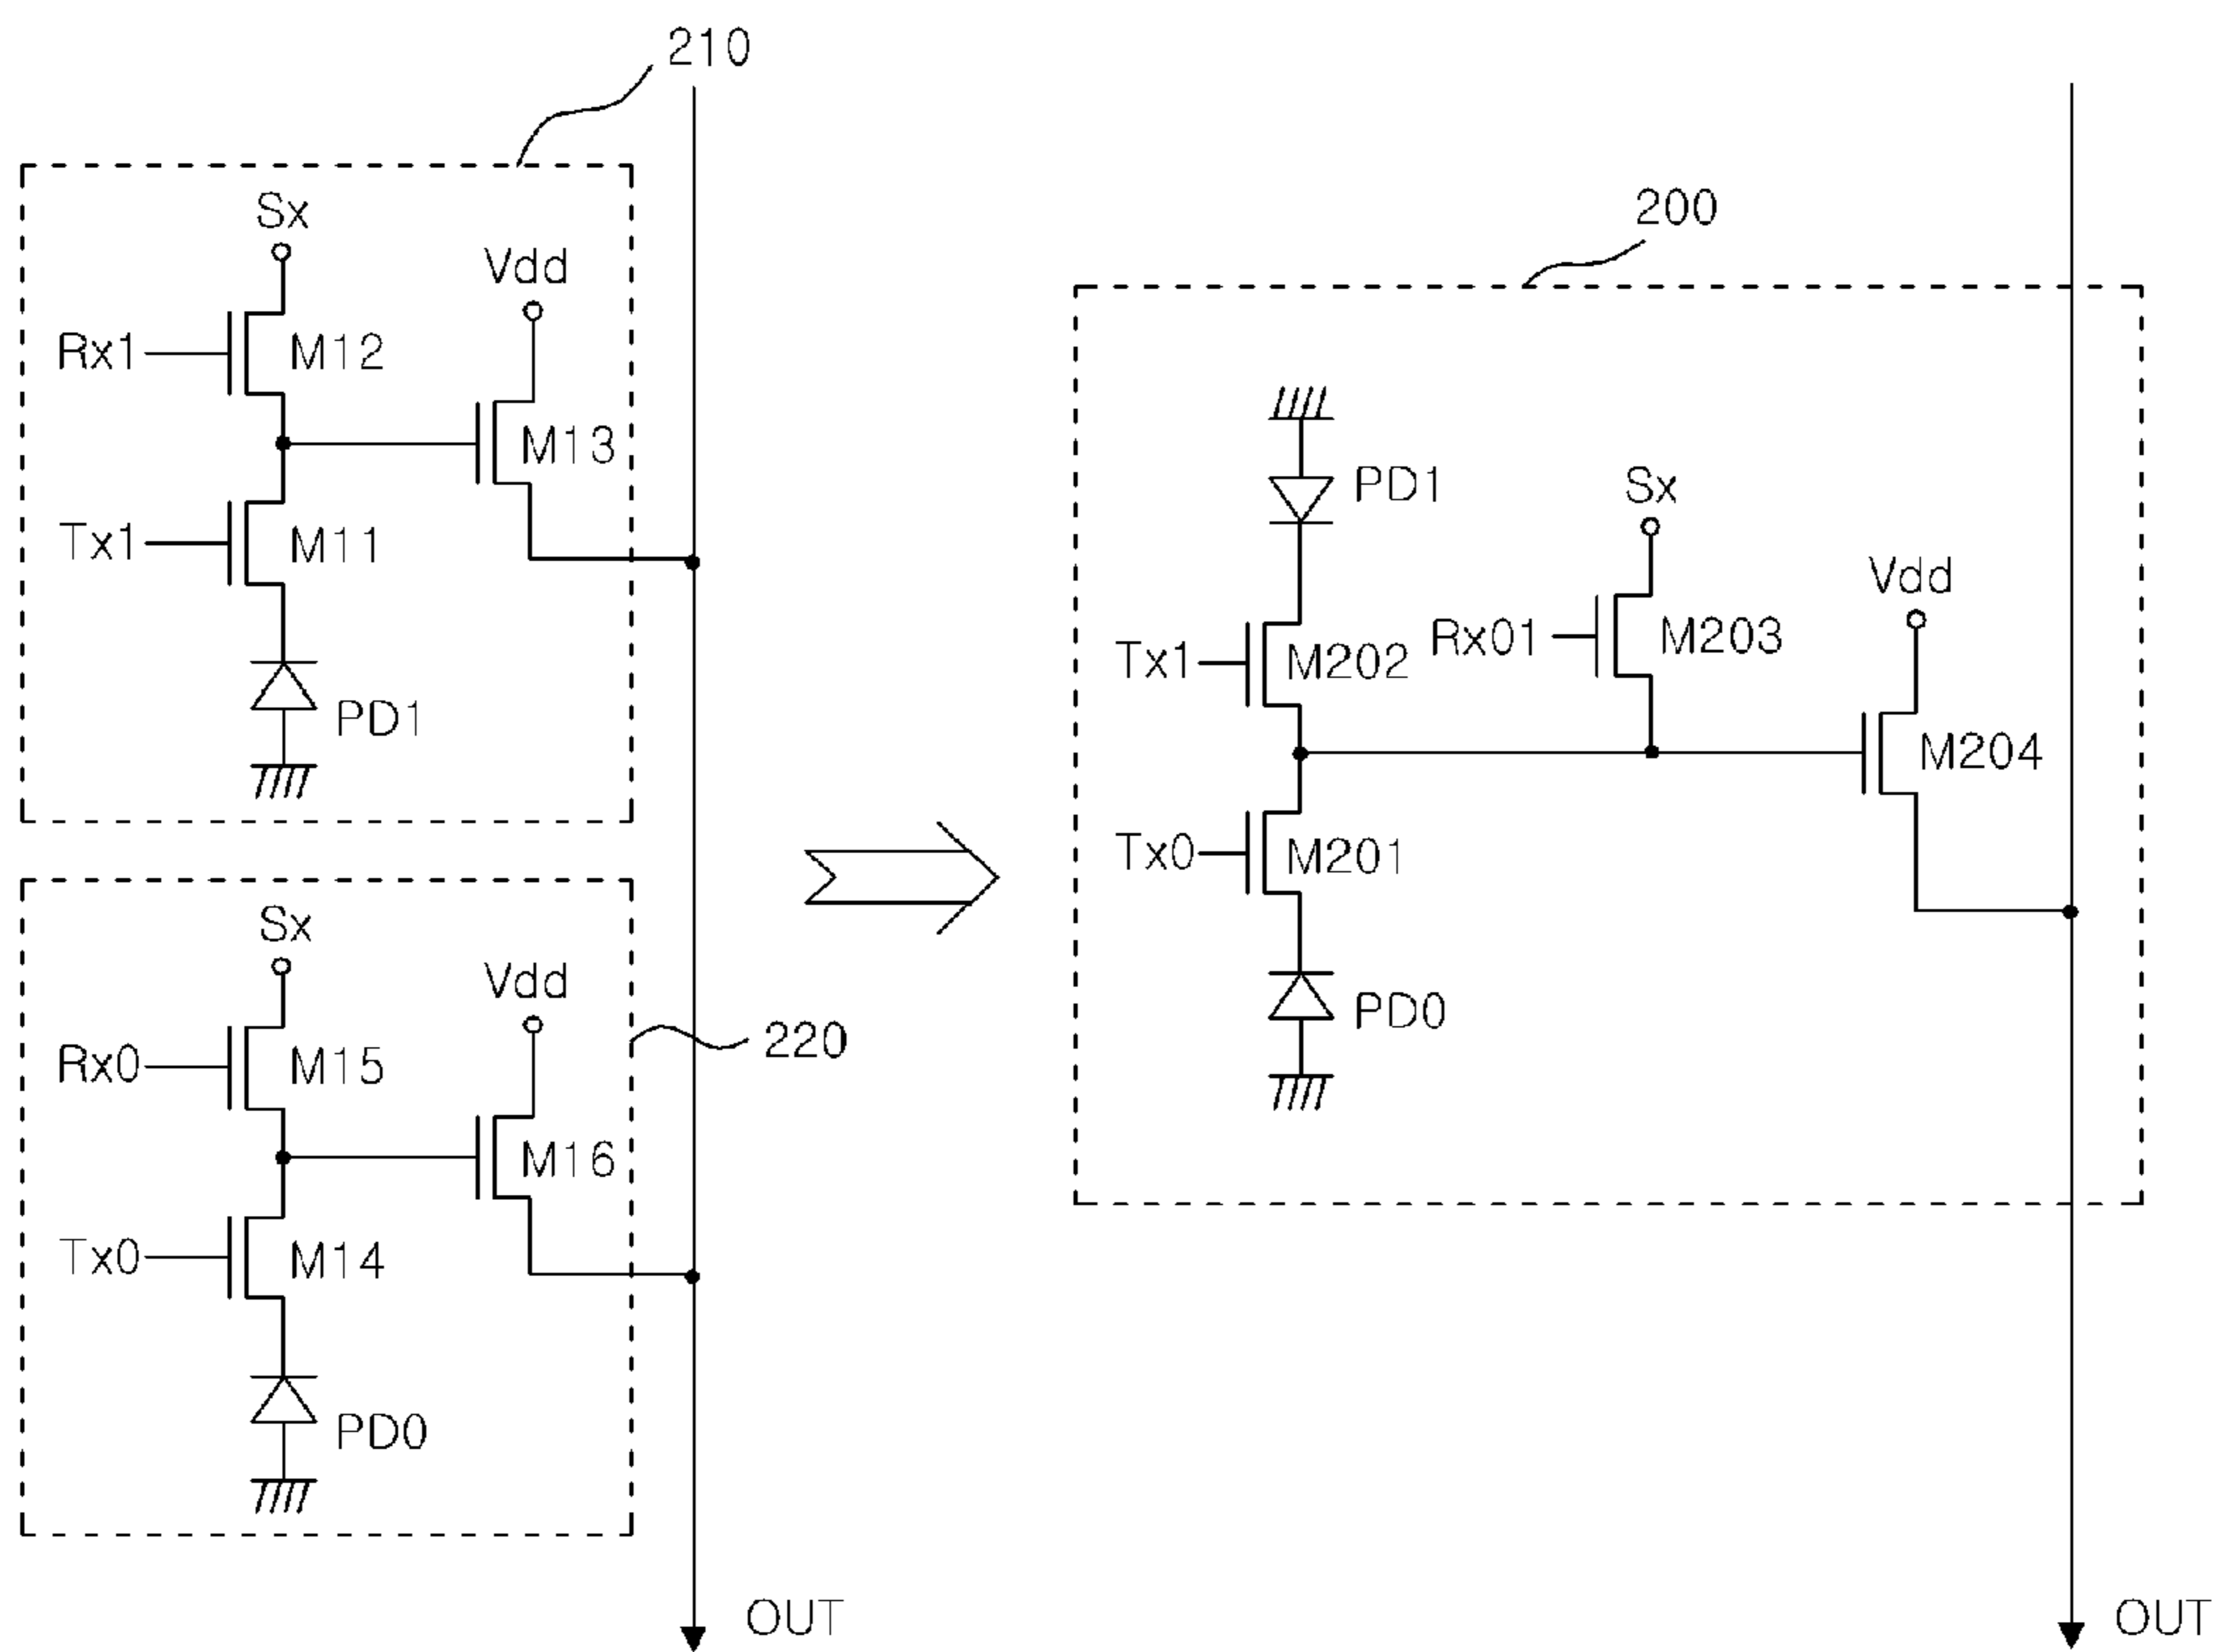 210
Sx
Vdd
Rx1
M12
M13
Tx1
M11
PD1
Sx
Vdd
220
Rx0
M15
M16
Tx0
M14
PD0
OUT
200
PD1
Sx
Vdd
Tx1
M202
Rx01
M203
M204
Tx0
M201
PD0
OUT